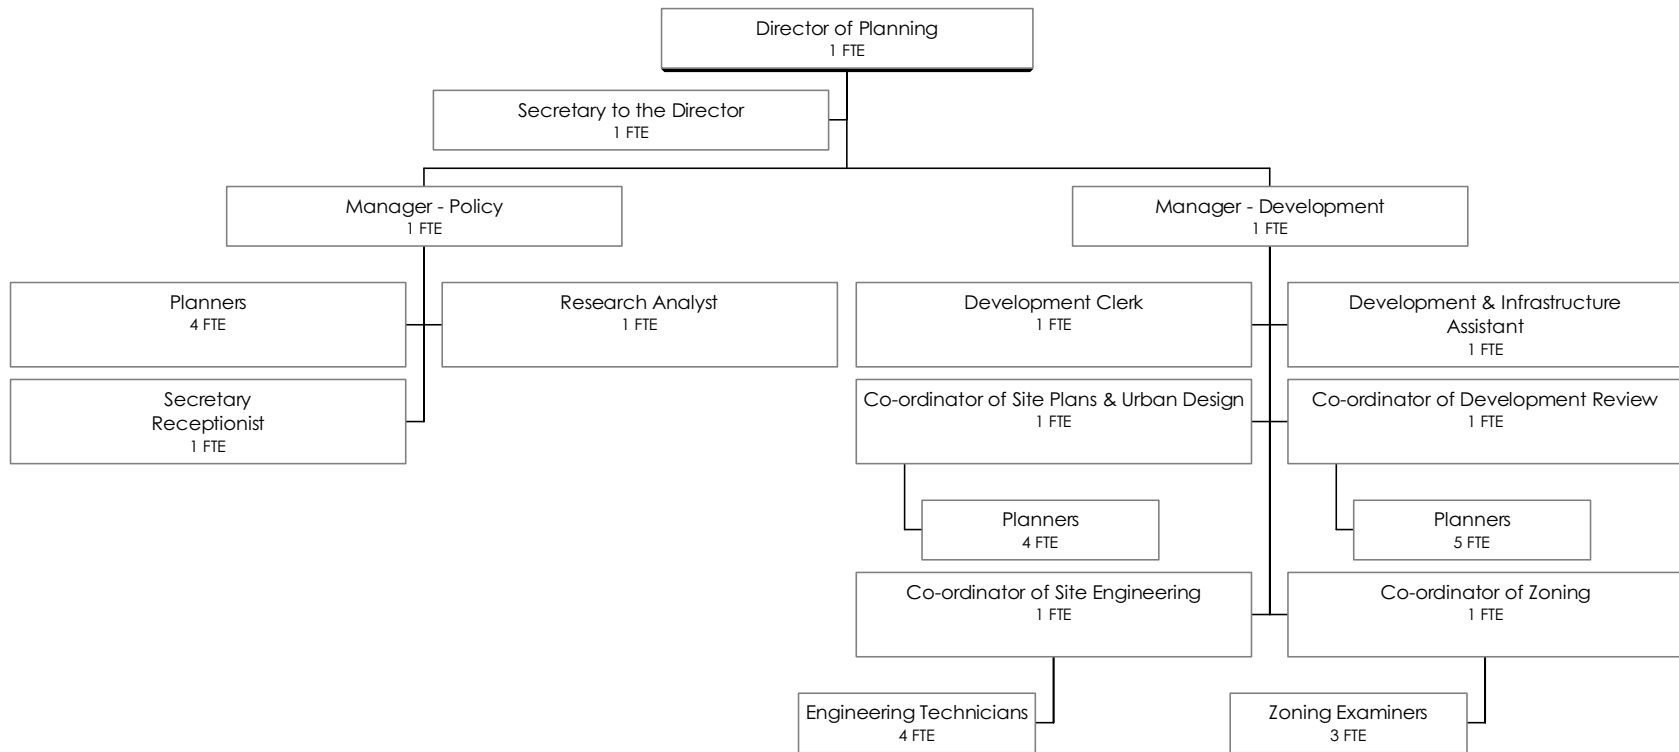 Director of Planning
1 FTE
Secretary to the Director
1 FTE
Manager - Policy
1 FTE
Manager - Development
1 FTE
Planners
4 FTE
Research Analyst
1 FTE
Development Clerk
1 FTE
Development & Infrastructure
Assistant
1 FTE
Secretary
Receptionist
1 FTE
Co-ordinator of Site Plans & Urban Design
1 FTE
Co-ordinator of Development Review
1 FTE
Planners
4 FTE
Planners
5 FTE
Co-ordinator of Site Engineering
1 FTE
Co-ordinator of Zoning
1 FTE
Engineering Technicians
4 FTE
Zoning Examiners
3 FTE